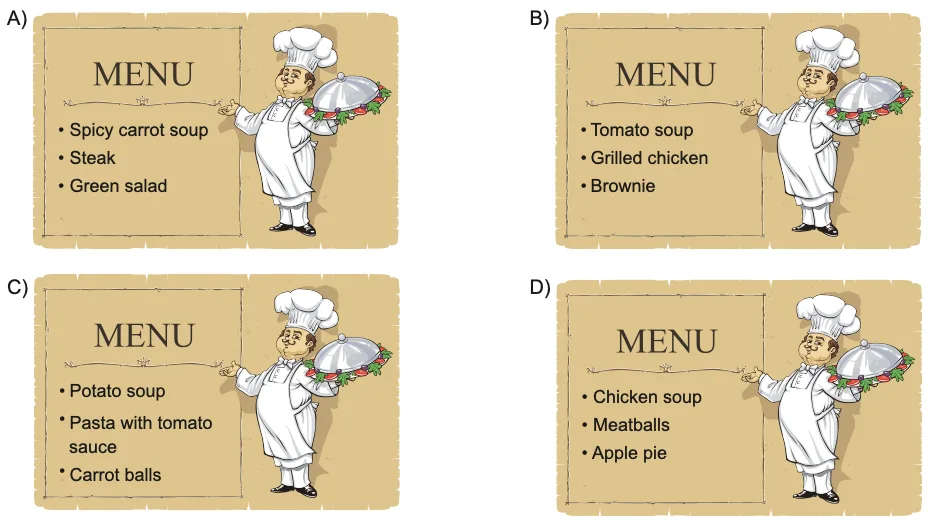 A)
MENU
• Spicy carrot soup
• Steak
• Green salad
B)
MENU
• Tomato soup
• Grilled chicken
• Brownie
C)
MENU
• Potato soup
• Pasta with tomato
sauce
• Carrot balls
D)
MENU
• Chicken soup
• Meatballs
• Apple pie